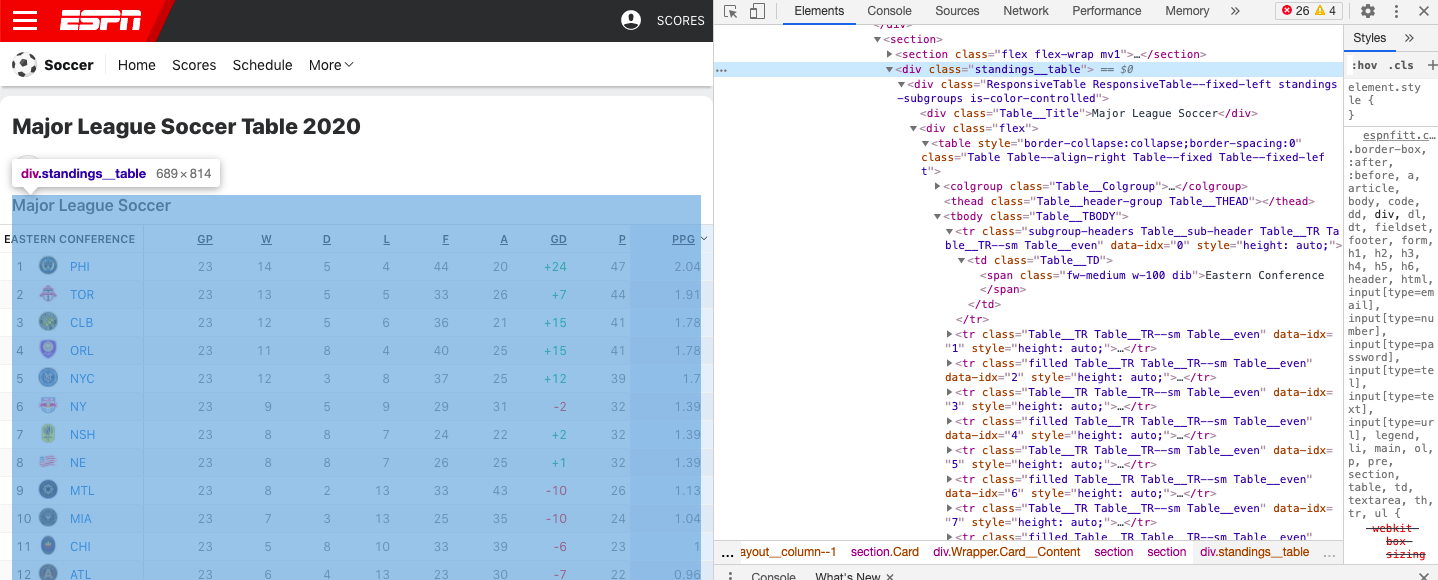 ESPN SCORES
Soccer Home Scores Schedule More
Major League Soccer Table 2020
div.standings__table 689 × 814
Major League Soccer
EASTERN CONFERENCE GP W D L F A GD P PPG
1 PHI 23 14 5 4 44 20 +24 47 2.04
2 TOR 23 13 5 5 33 26 +7 44 1.91
3 CLB 23 12 5 6 36 21 +15 41 1.78
4 ORL 23 11 8 4 40 25 +15 41 1.78
5 NYC 23 12 3 8 37 25 +12 39 1.7
6 NY 23 9 5 9 29 31 -2 32 1.39
7 NSH 23 8 8 7 24 22 +2 32 1.39
8 NE 23 8 8 7 26 25 +1 32 1.39
9 MTL 23 8 2 13 33 43 -10 26 1.13
10 MIA 23 7 3 13 25 35 -10 24 1.04
11 CHI 23 5 8 10 33 39 -6 23 1
12 ATL 23 6 4 13 23 30 -7 22 0.96
Elements Console Sources Network Performance Memory » 26 4
</div>
<section>
<section class="flex flex-wrap mv1">…</section>
… <div class="standings__table"> == $0
<div class="ResponsiveTable ResponsiveTable--fixed-left standings
-subgroups is-color-controlled">
<div class="Table__Title">Major League Soccer</div>
<div class="flex">
<table style="border-collapse:collapse;border-spacing:0"
class="Table Table--align-right Table--fixed Table--fixed-lef
t">
<colgroup class="Table__Colgroup">…</colgroup>
<thead class="Table__header-group Table__THEAD"></thead>
<tbody class="Table__TBODY">
<tr class="subgroup-headers Table__sub-header Table__TR Ta
ble__TR--sm Table__even" data-idx="0" style="height: auto;">
<td class="Table__TD">
<span class="fw-medium w-100 dib">Eastern Conference
</span>
</td>
</tr>
<tr class="Table__TR Table__TR--sm Table__even" data-idx=
"1" style="height: auto;">…</tr>
<tr class="filled Table__TR Table__TR--sm Table__even"
data-idx="2" style="height: auto;">…</tr>
<tr class="Table__TR Table__TR--sm Table__even" data-idx=
"3" style="height: auto;">…</tr>
<tr class="filled Table__TR Table__TR--sm Table__even"
data-idx="4" style="height: auto;">…</tr>
<tr class="Table__TR Table__TR--sm Table__even" data-idx=
"5" style="height: auto;">…</tr>
<tr class="filled Table__TR Table__TR--sm Table__even"
data-idx="6" style="height: auto;">…</tr>
<tr class="Table__TR Table__TR--sm Table__even" data-idx=
"7" style="height: auto;">…</tr>
<tr class="filled Table__TR Table__TR--sm Table__even"
… ayout__column--1 section.Card div.Wrapper.Card__Content section section div.standings__table …
Console What's New ×
Styles »
:hov .cls +
element.sty
le {
}
espnfitt.c…
.border-box,
:after,
:before, a,
article,
body, code,
dd, div, dl,
dt, fieldset,
footer, form,
h1, h2, h3,
h4, h5, h6,
header, html,
input[type=em
ail],
input[type=nu
mber],
input[type=pa
ssword],
input[type=te
l],
input[type=te
xt],
input[type=ur
l], legend,
li, main, ol,
p, pre,
section,
table, td,
textarea, th,
tr, ul {
-webkit-
box-
sizing